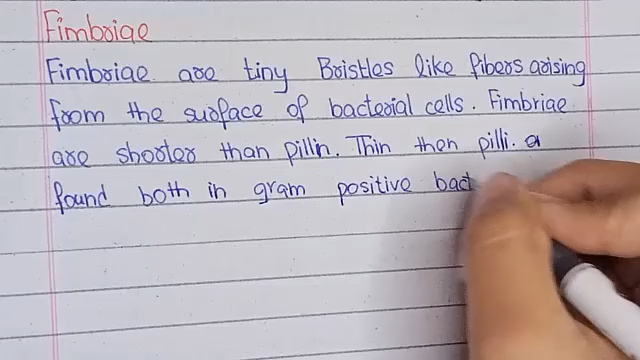 Fimbriae
Fimbriae are tiny Bristles like fibers arising
from the surface of bacterial cells. Fimbriae
are shorter than pillin. Thin then pilli. a
found both in gram positive bact